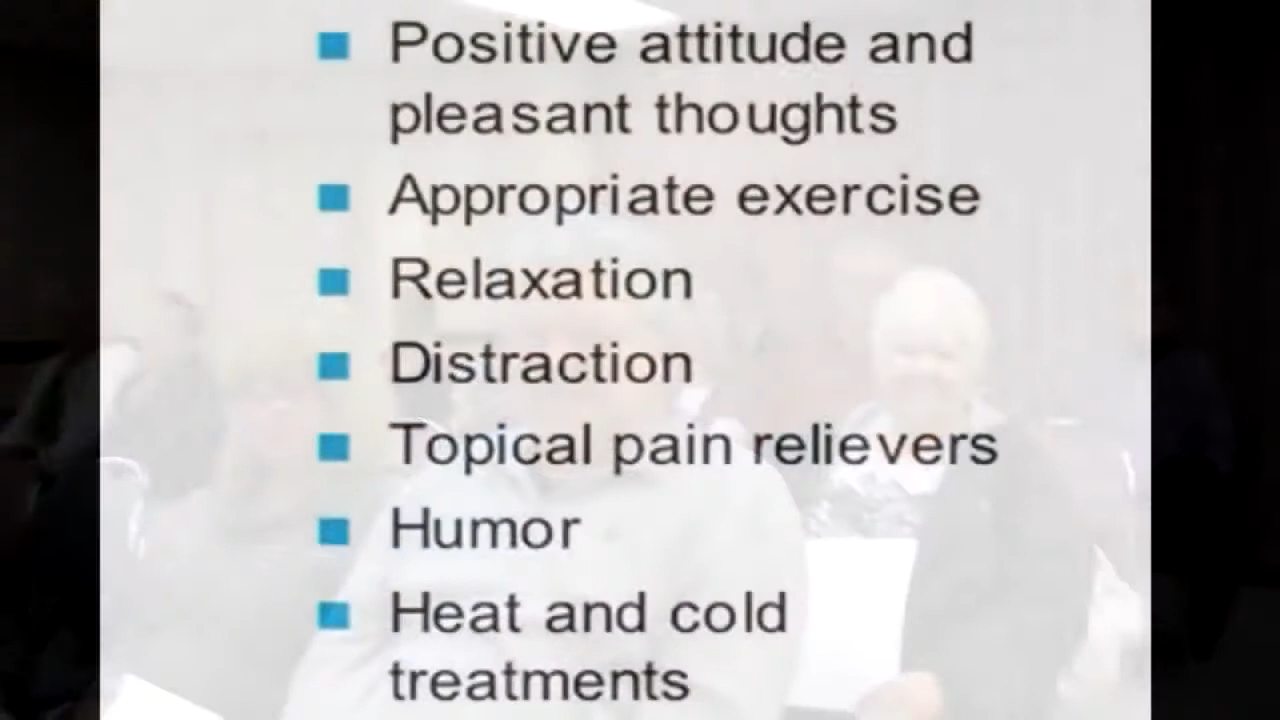 Positive attitude and
pleasant thoughts
Appropriate exercise
Relaxation
Distraction
Topical pain relievers
Humor
Heat and cold
treatments